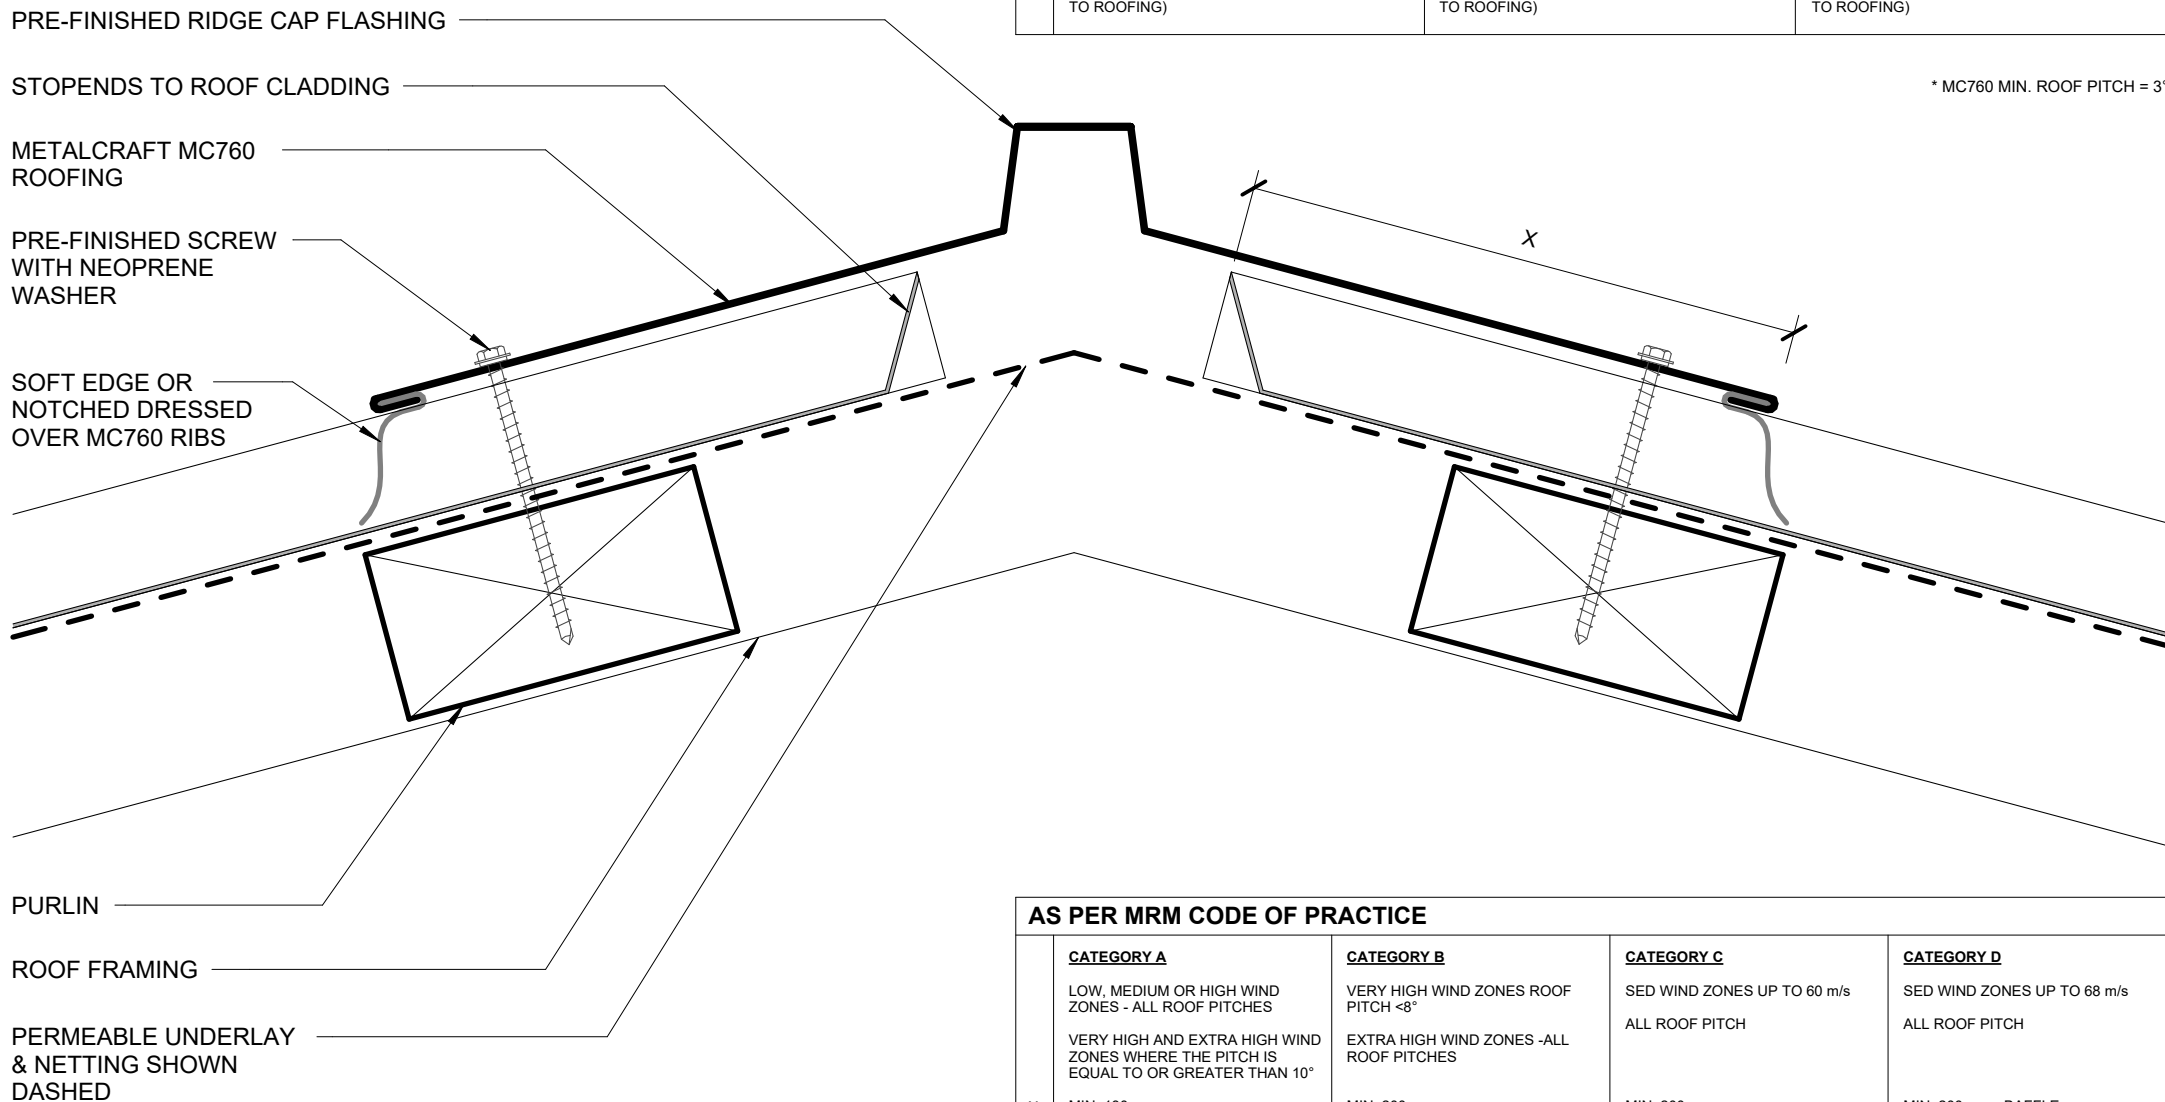 PRE-FINISHED RIDGE CAP FLASHING
STOPENDS TO ROOF CLADDING
METALCRAFT MC760
ROOFING
PRE-FINISHED SCREW
WITH NEOPRENE
WASHER
SOFT EDGE OR
NOTCHED DRESSED
OVER MC760 RIBS
PURLIN
ROOF FRAMING
PERMEABLE UNDERLAY
& NETTING SHOWN
DASHED
TO ROOFING)
TO ROOFING)
TO ROOFING)
* MC760 MIN. ROOF PITCH = 3°
X
AS PER MRM CODE OF PRACTICE
CATEGORY A
LOW, MEDIUM OR HIGH WIND
ZONES - ALL ROOF PITCHES
VERY HIGH AND EXTRA HIGH WIND
ZONES WHERE THE PITCH IS
EQUAL TO OR GREATER THAN 10°
CATEGORY B
VERY HIGH WIND ZONES ROOF
PITCH <8°
EXTRA HIGH WIND ZONES -ALL
ROOF PITCHES
CATEGORY C
SED WIND ZONES UP TO 60 m/s
ALL ROOF PITCH
CATEGORY D
SED WIND ZONES UP TO 68 m/s
ALL ROOF PITCH